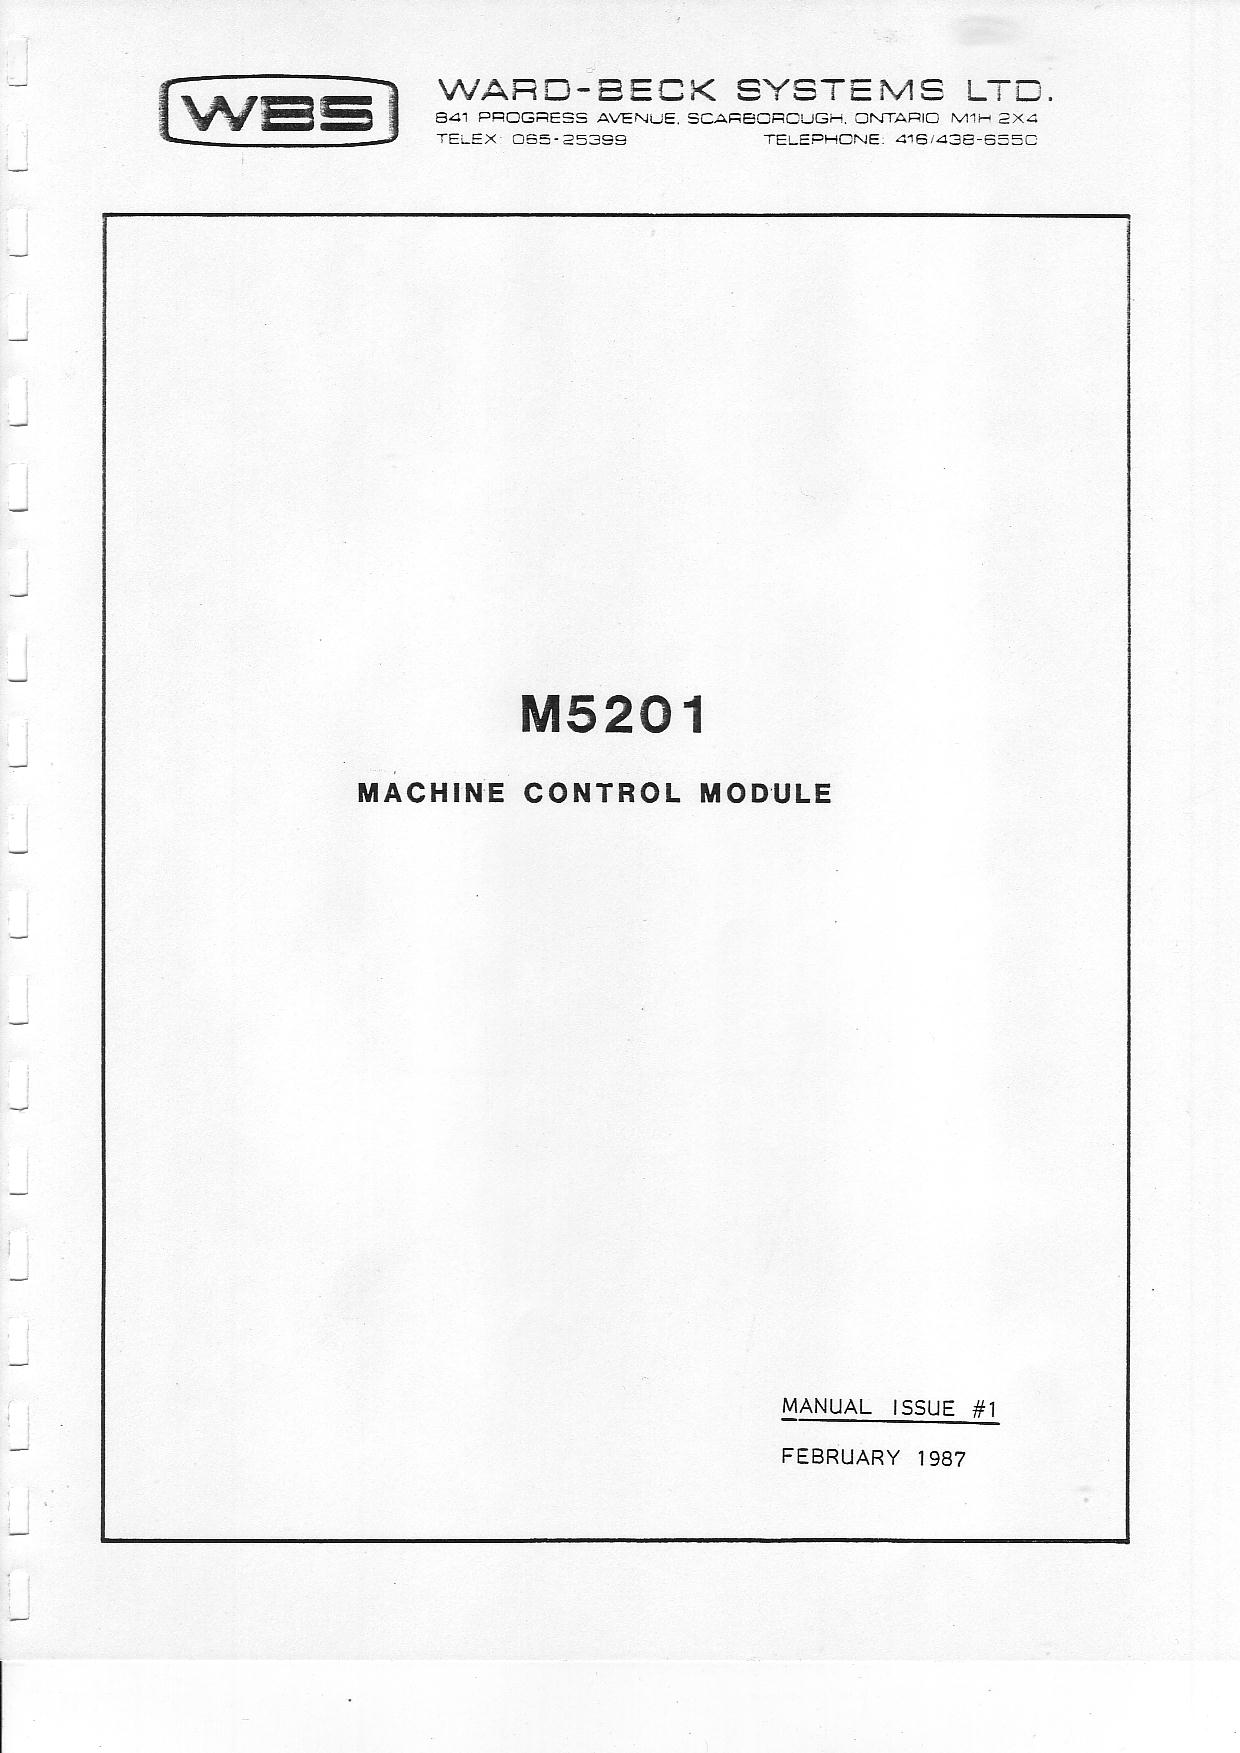 WBS
WARD-BECK SYSTEMS LTD.
841 PROGRESS AVENUE, SCARBOROUGH, ONTARIO M1H 2X4
TELEX: 065-25399 TELEPHONE: 416/438-6550
M5201
MACHINE CONTROL MODULE
MANUAL ISSUE #1
FEBRUARY 1987